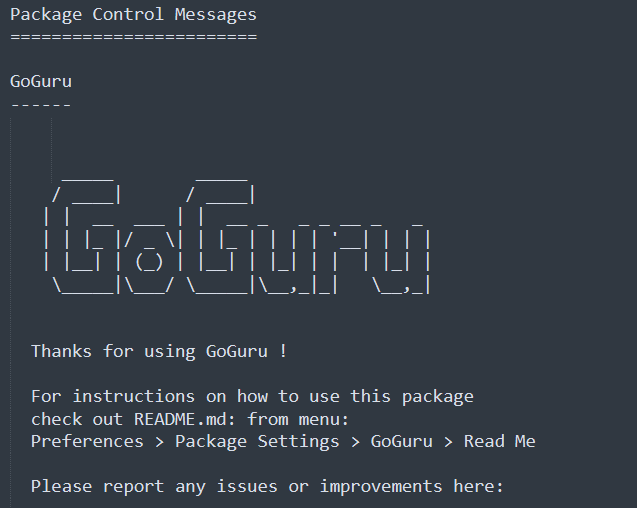 Package Control Messages
========================
GoGuru
------
GoGuru
Thanks for using GoGuru !
For instructions on how to use this package
check out README.md: from menu:
Preferences > Package Settings > GoGuru > Read Me
Please report any issues or improvements here: